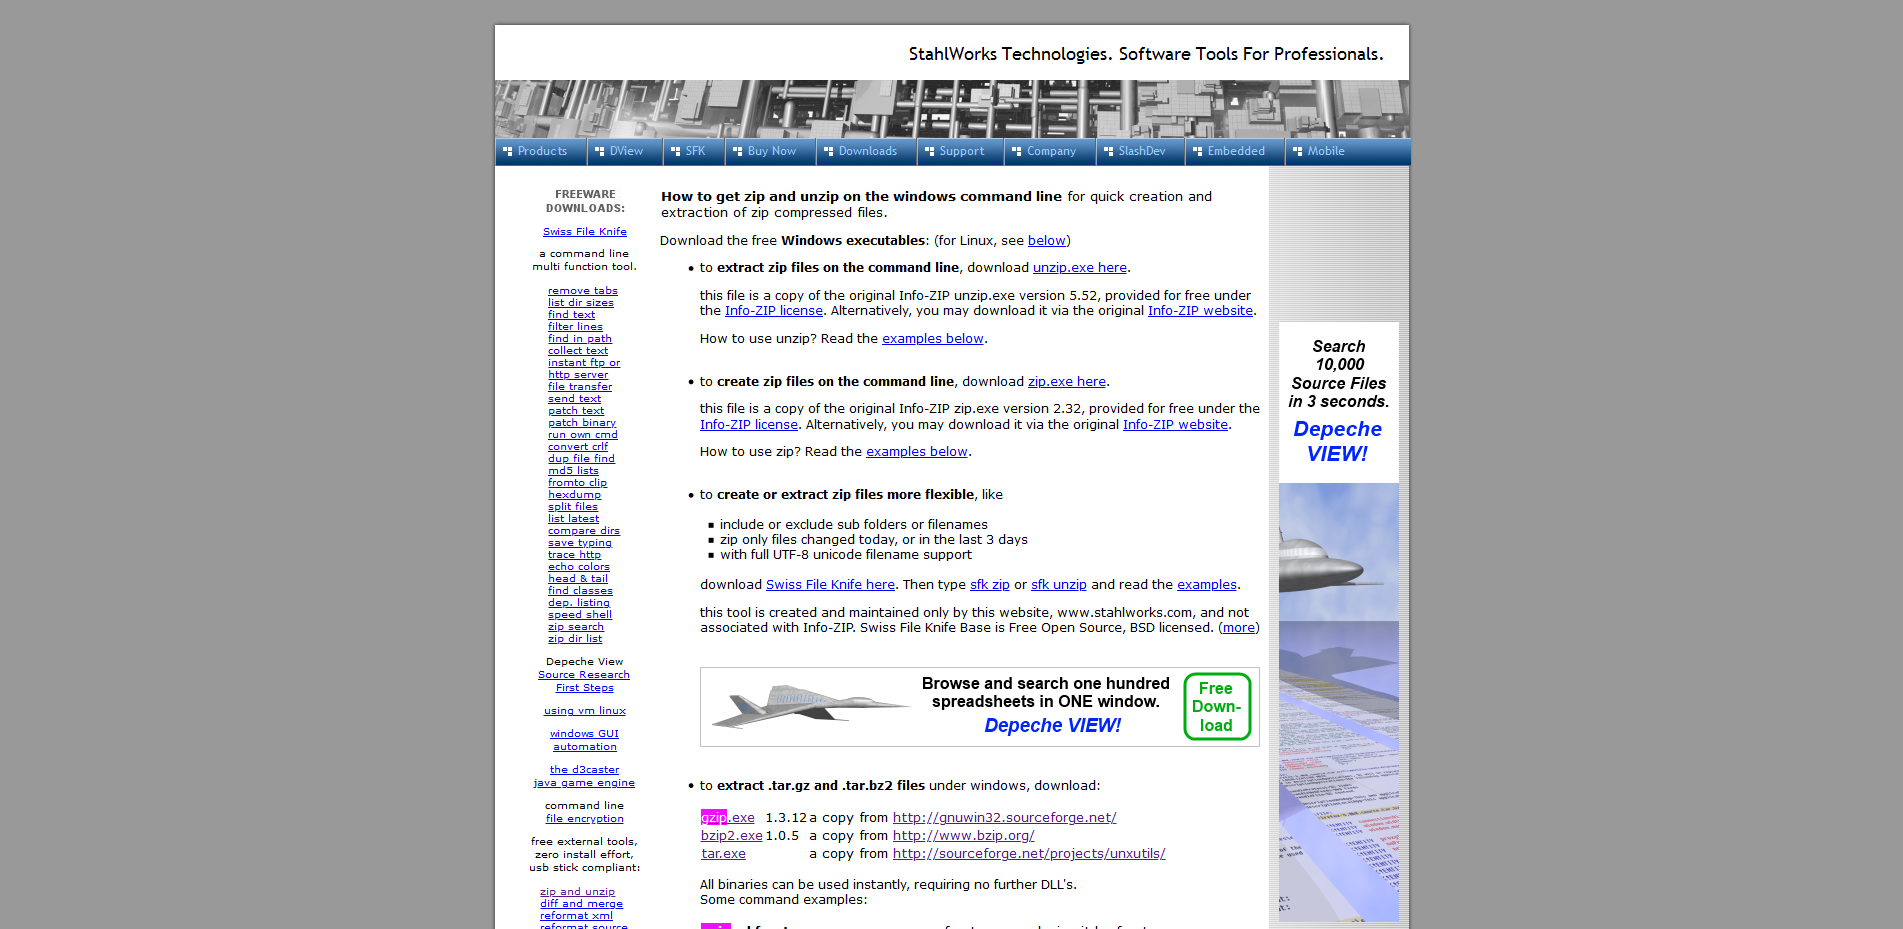 StahlWorks Technologies. Software Tools For Professionals.
Products DView SFK Buy Now Downloads Support Company SlashDev Embedded Mobile
FREEWARE
DOWNLOADS:
Swiss File Knife
a command line
multi function tool.
remove tabs
list dir sizes
find text
filter lines
find in path
collect text
instant ftp or
http server
file transfer
send text
patch text
patch binary
run own cmd
convert crlf
dup file find
md5 lists
fromto clip
hexdump
split files
list latest
compare dirs
save typing
trace http
echo colors
head & tail
find classes
dep. listing
speed shell
zip search
zip dir list
Depeche View
Source Research
First Steps
using vm linux
windows GUI
automation
the d3caster
java game engine
command line
file encryption
free external tools,
zero install effort,
usb stick compliant:
zip and unzip
diff and merge
reformat xml
reformat source
How to get zip and unzip on the windows command line for quick creation and
extraction of zip compressed files.
Download the free Windows executables: (for Linux, see below)
• to extract zip files on the command line, download unzip.exe here.
this file is a copy of the original Info-ZIP unzip.exe version 5.52, provided for free under
the Info-ZIP license. Alternatively, you may download it via the original Info-ZIP website.
How to use unzip? Read the examples below.
• to create zip files on the command line, download zip.exe here.
this file is a copy of the original Info-ZIP zip.exe version 2.32, provided for free under the
Info-ZIP license. Alternatively, you may download it via the original Info-ZIP website.
How to use zip? Read the examples below.
• to create or extract zip files more flexible, like
▪ include or exclude sub folders or filenames
▪ zip only files changed today, or in the last 3 days
▪ with full UTF-8 unicode filename support
download Swiss File Knife here. Then type sfk zip or sfk unzip and read the examples.
this tool is created and maintained only by this website, www.stahlworks.com, and not
associated with Info-ZIP. Swiss File Knife Base is Free Open Source, BSD licensed. (more)
Browse and search one hundred
spreadsheets in ONE window.
Depeche VIEW!
Free
Down-
load
• to extract .tar.gz and .tar.bz2 files under windows, download:
gzip.exe 1.3.12 a copy from http://gnuwin32.sourceforge.net/
bzip2.exe 1.0.5 a copy from http://www.bzip.org/
tar.exe a copy from http://sourceforge.net/projects/unxutils/
All binaries can be used instantly, requiring no further DLL's.
Some command examples:
Search
10,000
Source Files
in 3 seconds.
Depeche
VIEW!